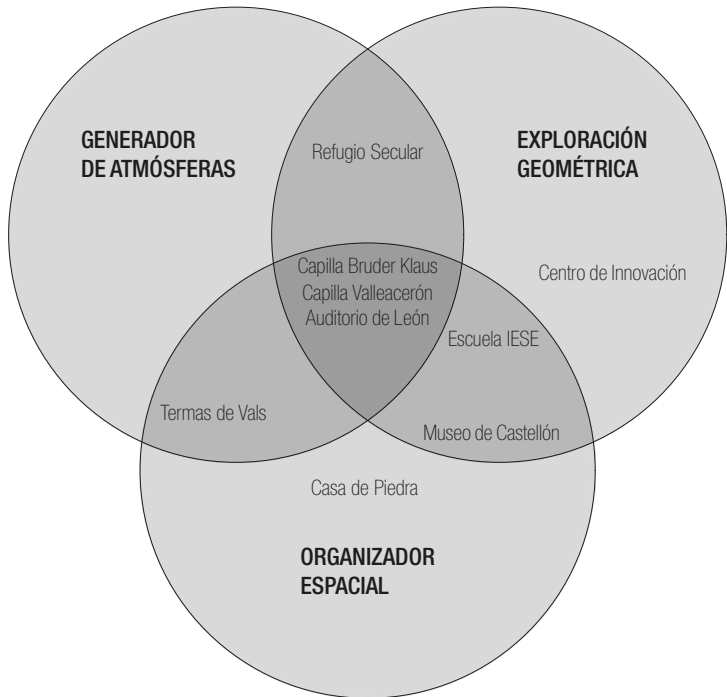 GENERADOR
DE ATMÓSFERAS
Refugio Secular
EXPLORACIÓN
GEOMÉTRICA
Capilla Bruder Klaus
Capilla Valleacerón
Auditorio de León
Centro de Innovación
Escuela IESE
Termas de Vals
Museo de Castellón
Casa de Piedra
ORGANIZADOR
ESPACIAL